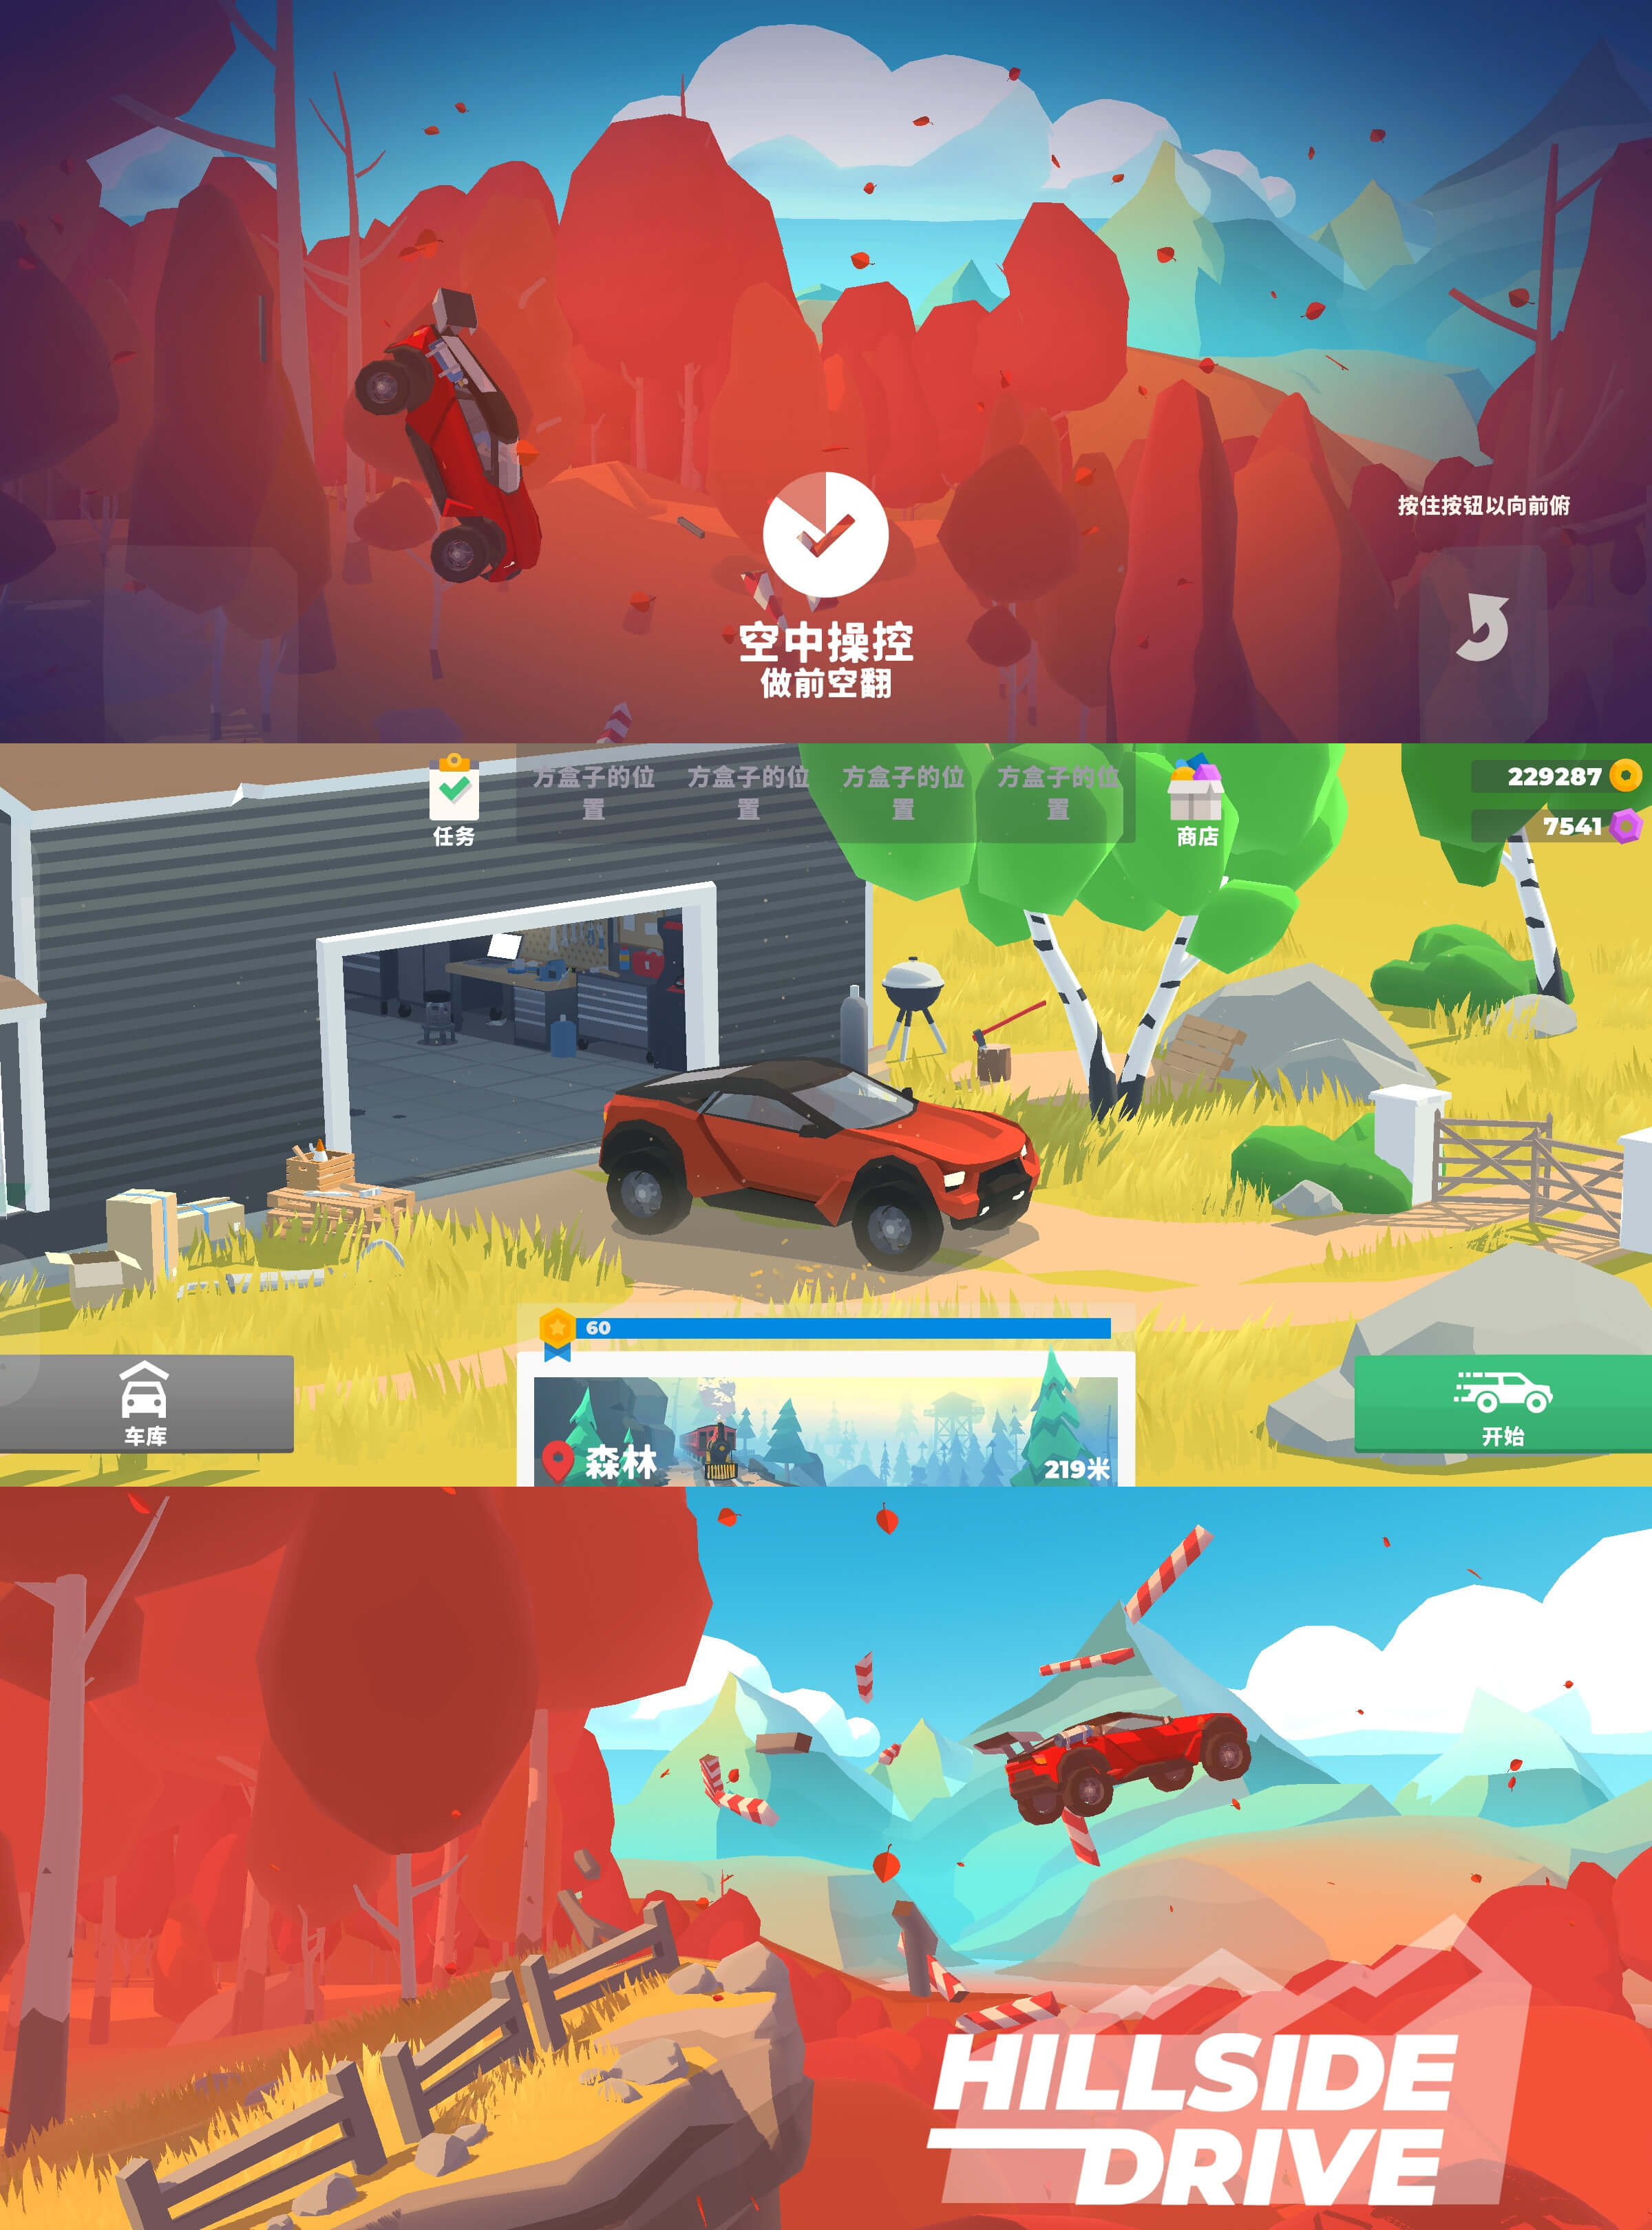 按住按钮以向前俯
空中操控
做前空翻
任务
方盒子的位
置
方盒子的位
置
方盒子的位
置
方盒子的位
置
商店
229287
7541
60
车库
森林
219米
开始
HILLSIDE
DRIVE